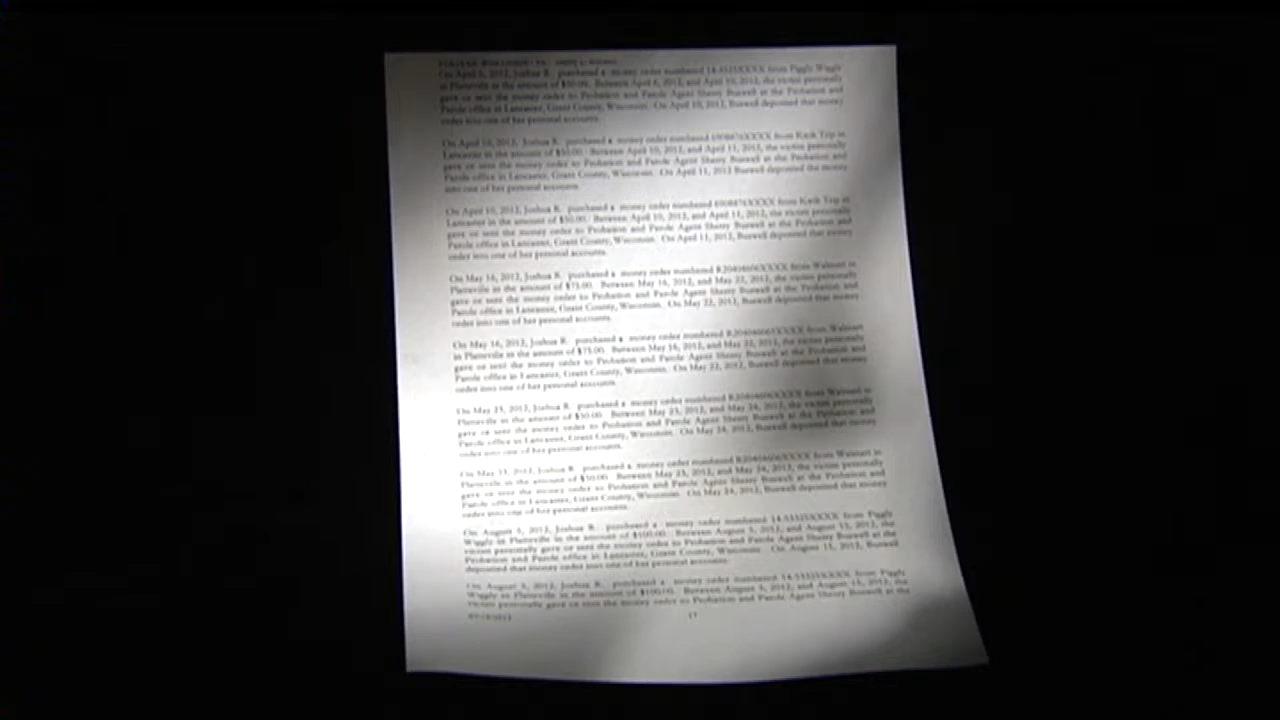 On April 6, 2012, Joshua R. purchased a money order numbered from Piggly Wiggly
in Platteville in the amount of $50.00. Between April 6, 2012, and April 10, 2012, the victim personally
gave or sent the money order to Probation and Parole Agent Sherry Buswell at the Probation and
Parole office in Lancaster, Grant County, Wisconsin. On April 10, 2012, Buswell deposited that money
order into one of her personal accounts.
On April 10, 2012, Joshua R. purchased a money order numbered from Kwik Trip in
Lancaster in the amount of $50.00. Between April 10, 2012, and April 11, 2012, the victim personally
gave or sent the money order to Probation and Parole Agent Sherry Buswell at the Probation and
Parole office in Lancaster, Grant County, Wisconsin. On April 11, 2012 Buswell deposited the money
into one of her personal accounts.
On April 10, 2012, Joshua R. purchased a money order numbered from Kwik Trip in
Lancaster in the amount of $50.00. Between April 10, 2012, and April 11, 2012, the victim personally
gave or sent the money order to Probation and Parole Agent Sherry Buswell at the Probation and
Parole office in Lancaster, Grant County, Wisconsin. On April 11, 2012, Buswell deposited that money
order into one of her personal accounts.
On May 16, 2012, Joshua R. purchased a money order numbered from Walmart in
Platteville in the amount of $75.00. Between May 16, 2012, and May 22, 2012, the victim personally
gave or sent the money order to Probation and Parole Agent Sherry Buswell at the Probation and
Parole office in Lancaster, Grant County, Wisconsin. On May 22, 2012, Buswell deposited that money
order into one of her personal accounts.
On May 16, 2012, Joshua R. purchased a money order numbered from Walmart
in Platteville in the amount of $75.00. Between May 16, 2012, and May 22, 2012, the victim personally
gave or sent the money order to Probation and Parole Agent Sherry Buswell at the Probation and
Parole office in Lancaster, Grant County, Wisconsin. On May 22, 2012, Buswell deposited that money
order into one of her personal accounts.
On May 23, 2012, Joshua R. purchased a money order numbered from Walmart in
Platteville in the amount of $50.00. Between May 23, 2012, and May 24, 2012, the victim personally
gave or sent the money order to Probation and Parole Agent Sherry Buswell at the Probation and
Parole office in Lancaster, Grant County, Wisconsin. On May 24, 2012, Buswell deposited that money
order into one of her personal accounts.
On May 23, 2012, Joshua R. purchased a money order numbered from Walmart in
Platteville in the amount of $50.00. Between May 23, 2012, and May 24, 2012, the victim personally
gave or sent the money order to Probation and Parole Agent Sherry Buswell at the Probation and
Parole office in Lancaster, Grant County, Wisconsin. On May 24, 2012, Buswell deposited that money
order into one of her personal accounts.
On August 5, 2012, Joshua R. purchased a money order numbered from Piggly
Wiggly in Platteville in the amount of $100.00. Between August 5, 2012, and August 15, 2012, the
victim personally gave or sent the money order to Probation and Parole Agent Sherry Buswell at the
Probation and Parole office in Lancaster, Grant County, Wisconsin. On August 15, 2012, Buswell
deposited that money order into one of her personal accounts.
On August 5, 2012, Joshua R. purchased a money order numbered from Piggly
Wiggly in Platteville in the amount of $100.00. Between August 5, 2012, and August 15, 2012, the
victim personally gave or sent the money order to Probation and Parole Agent Sherry Buswell at the
17